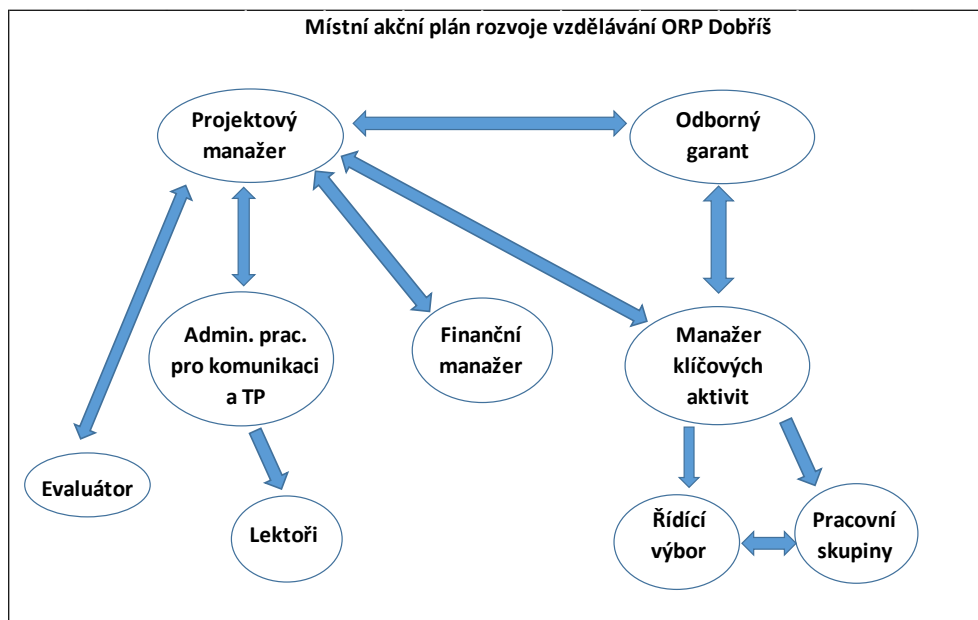 Místní akční plán rozvoje vzdělávání ORP Dobříš
Projektový
manažer
Odborný
garant
Admin. prac.
pro komunikaci
a TP
Finanční
manažer
Manažer
klíčových
aktivit
Evaluátor
Lektoři
Řídící
výbor
Pracovní
skupiny